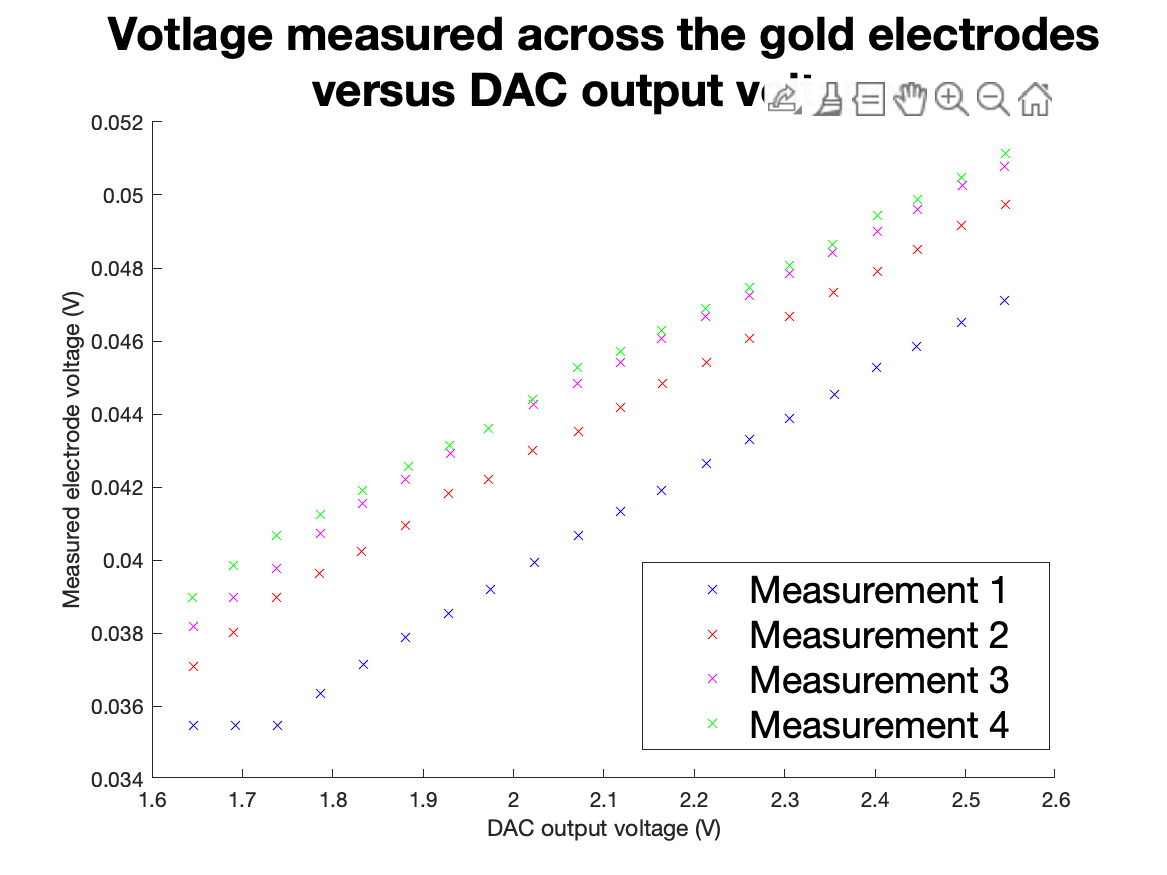 Votlage measured across the gold electrodes
versus DAC output
0.052
0.05
0.048
0.046
0.044
0.042
0.04
0.038
0.036
0.034
Measured electrode voltage (V)
Measurement 1
Measurement 2
Measurement 3
Measurement 4
1.6 1.7 1.8 1.9 2 2.1 2.2 2.3 2.4 2.5 2.6
DAC output voltage (V)